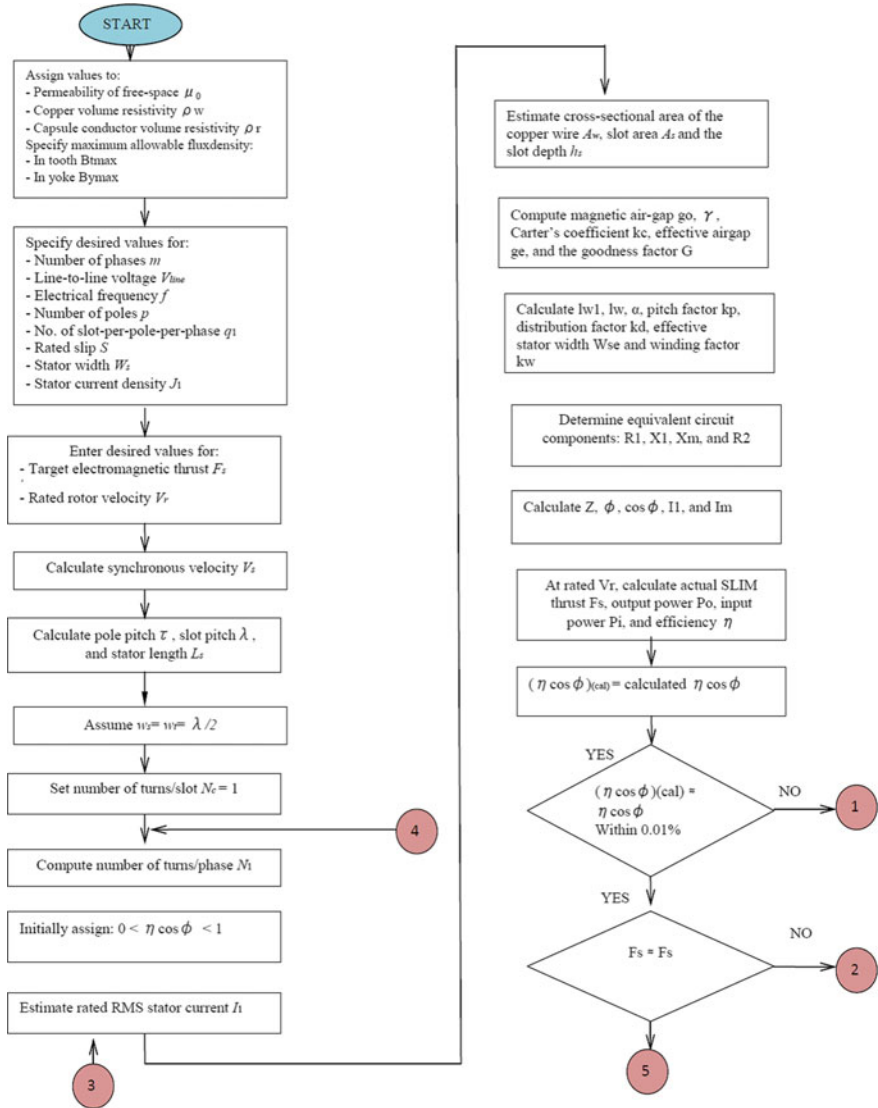 START
Assign values to:
- Permeability of free-space μ₀
- Copper volume resistivity ρ w
- Capsule conductor volume resistivity ρ r
Specify maximum allowable fluxdensity:
- In tooth Btmax
- In yoke Bymax
Specify desired values for:
- Number of phases m
- Line-to-line voltage Vline
- Electrical frequency f
- Number of poles p
- No. of slot-per-pole-per-phase q1
- Rated slip S
- Stator width Ws
- Stator current density J1
Enter desired values for:
- Target electromagnetic thrust Fs
- Rated rotor velocity Vr
Calculate synchronous velocity Vs
Calculate pole pitch τ , slot pitch λ ,
and stator length Ls
Assume ws= wt= λ /2
Set number of turns/slot Nc = 1
4
Compute number of turns/phase N1
Initially assign: 0 < η cos ϕ < 1
Estimate rated RMS stator current I1
3
Estimate cross-sectional area of the
copper wire Aw, slot area As and the
slot depth hs
Compute magnetic air-gap go, γ ,
Carter's coefficient kc, effective airgap
ge, and the goodness factor G
Calculate lw1, lw, α, pitch factor kp,
distribution factor kd, effective
stator width Wse and winding factor
kw
Determine equivalent circuit
components: R1, X1, Xm, and R2
Calculate Z, ϕ , cos ϕ , I1, and Im
At rated Vr, calculate actual SLIM
thrust Fs, output power Po, input
power Pi, and efficiency η
( η cos ϕ )(cal) = calculated η cos ϕ
YES
( η cos ϕ )(cal) ≈
η cos ϕ
Within 0.01%
NO
1
YES
Fs ≈ Fs
NO
2
5